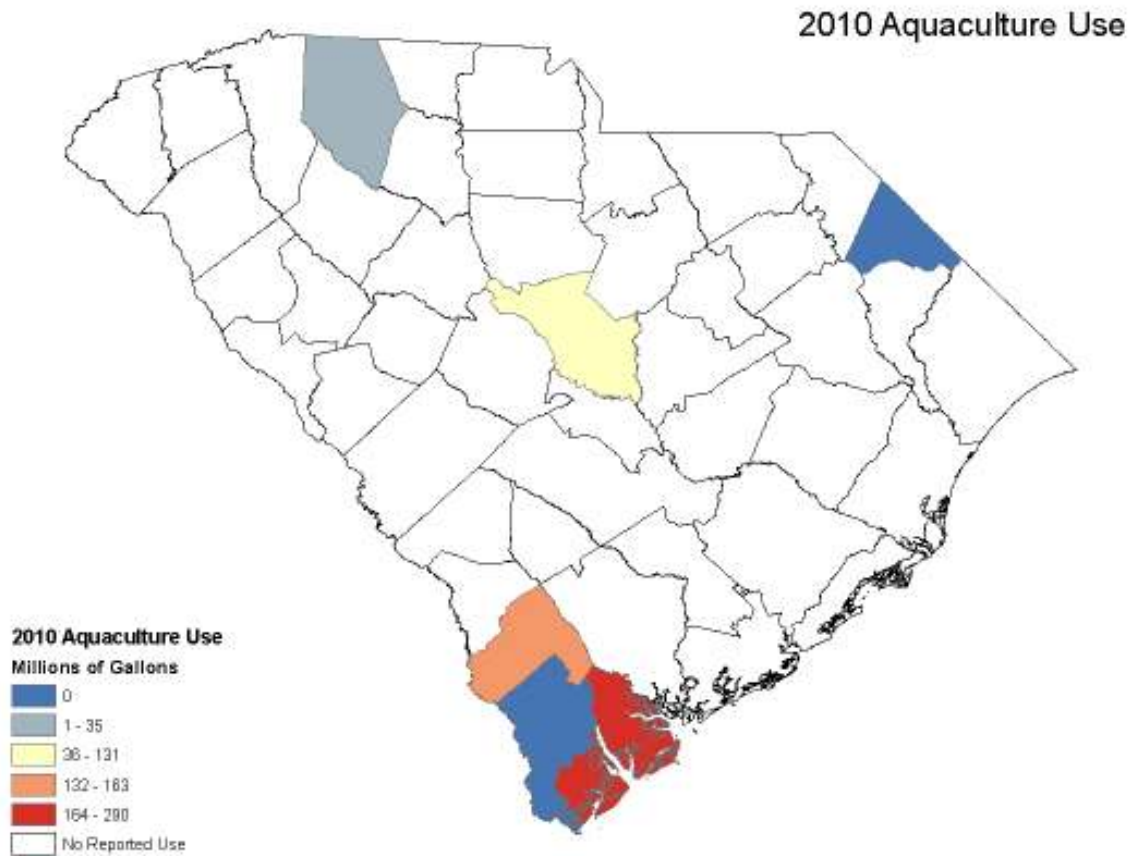 2010 Aquaculture Use
2010 Aquaculture Use
Millions of Gallons
0
1 - 35
36 - 131
132 - 163
164 - 290
No Reported Use